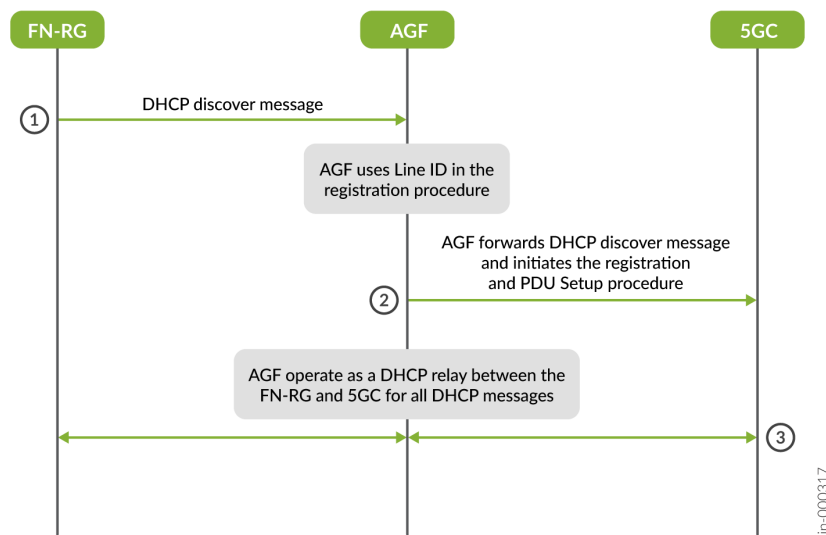 FN-RG
AGF
5GC
DHCP discover message
1
AGF uses Line ID in the
registration procedure
AGF forwards DHCP discover message
and initiates the registration
and PDU Setup procedure
2
AGF operate as a DHCP relay between the
FN-RG and 5GC for all DHCP messages
3
jn-000317